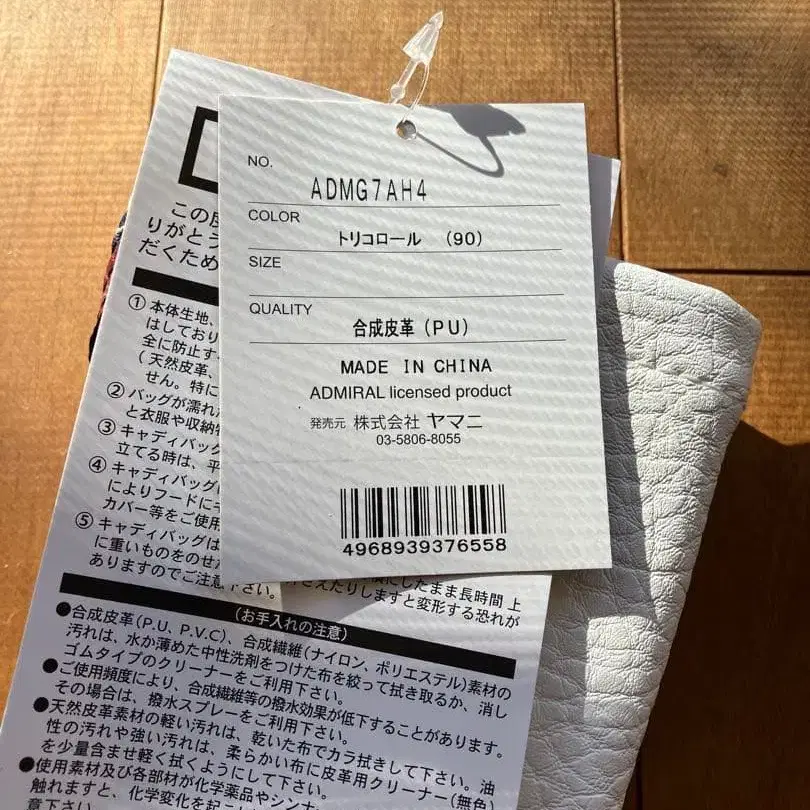 NO.
ADMG7AH4
COLOR
トリコロール （90）
SIZE
QUALITY
合成皮革（PU）
MADE IN CHINA
ADMIRAL licensed product
発売元 株式会社 ヤマニ
03-5806-8055
4968939376558
この度
りがとう
だくため
① 本体生地、
はしており
全に防止す
（天然皮革、
せん。特に
② バッグが濡れ
と衣服や収納
③ キャディバッグ
立てる時は、平
④ キャディバッグ
によりフードにキ
カバー等をご使用
⑤ キャディバッグは
に重いものをのせ
したまま長時間 上
さえたりしますと変形する恐れが
ありますのでご注意下さい。
（お手入れの注意）
●合成皮革(P.U, P.V.C)、合成繊維(ナイロン、ポリエステル)素材の
汚れは、水か薄めた中性洗剤をつけた布を絞って拭き取るか、消し
ゴムタイプのクリーナーをご利用下さい。
●ご使用頻度により、合成繊維等の撥水効果が低下することがあります。
その場合は、撥水スプレーをご利用下さい。
●天然皮革素材の軽い汚れは、乾いた布でカラ拭きして下さい。油
性の汚れや強い汚れは、柔らかい布に皮革用クリーナー(無色)
を少量含ませ軽く拭くようにして下さい。
●使用素材及び各部材が化学薬品やシンナ
触れますと、化学変化を起こ
意下さい。